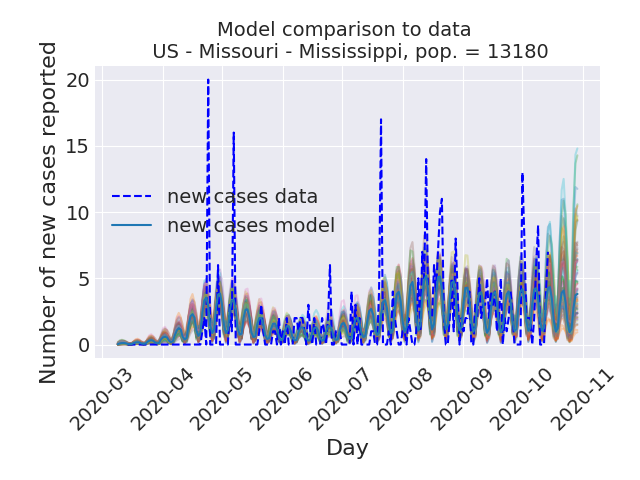 Model comparison to data
US - Missouri - Mississippi, pop. = 13180
Number of new cases reported
20
15
10
5
0
new cases data
new cases model
2020-03
2020-04
2020-05
2020-06
2020-07
2020-08
2020-09
2020-10
2020-11
Day